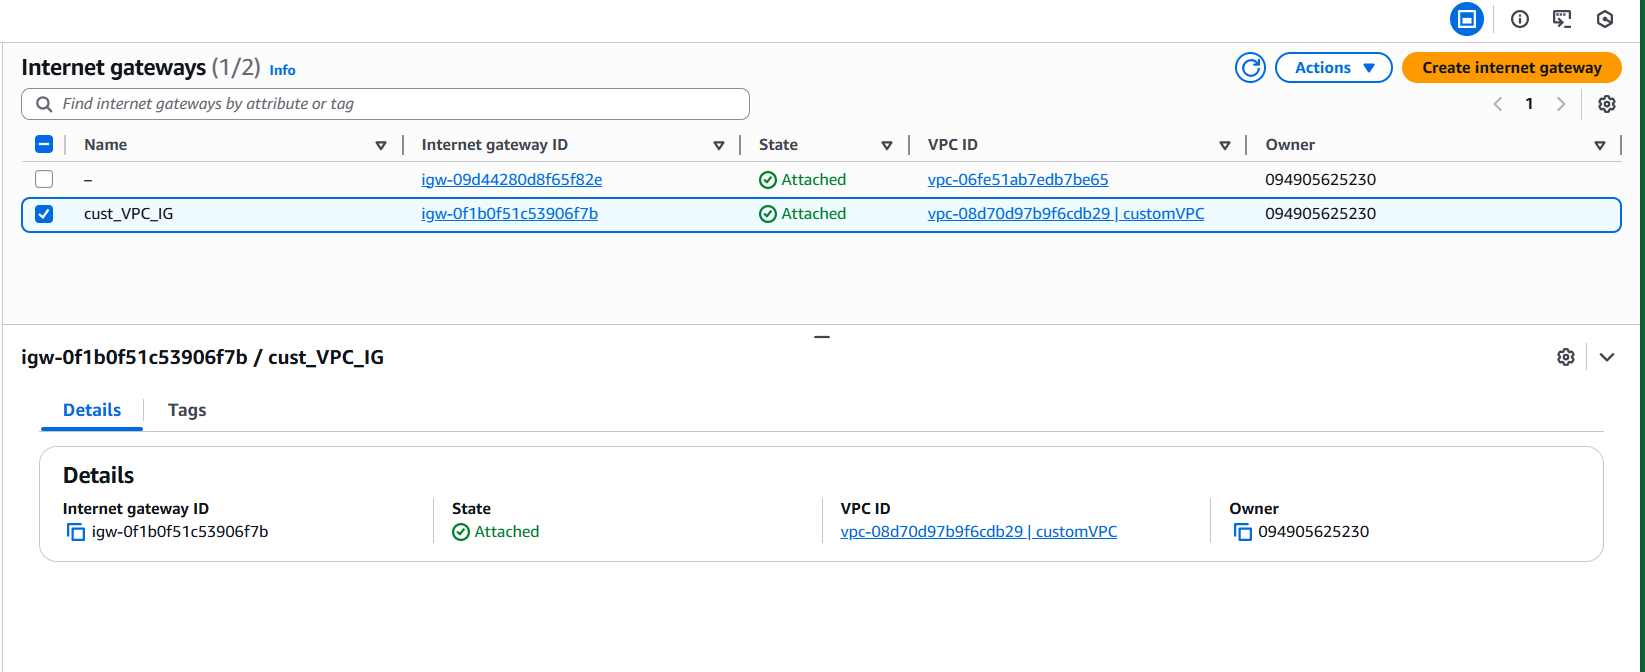 Internet gateways (1/2) Info
Actions
Create internet gateway
Find internet gateways by attribute or tag
1
Name Internet gateway ID State VPC ID Owner
– igw-09d44280d8f65f82e Attached vpc-06fe51ab7edb7be65 094905625230
cust_VPC_IG igw-0f1b0f51c53906f7b Attached vpc-08d70d97b9f6cdb29 | customVPC 094905625230
igw-0f1b0f51c53906f7b / cust_VPC_IG
Details Tags
Details
Internet gateway ID State VPC ID Owner
igw-0f1b0f51c53906f7b Attached vpc-08d70d97b9f6cdb29 | customVPC 094905625230